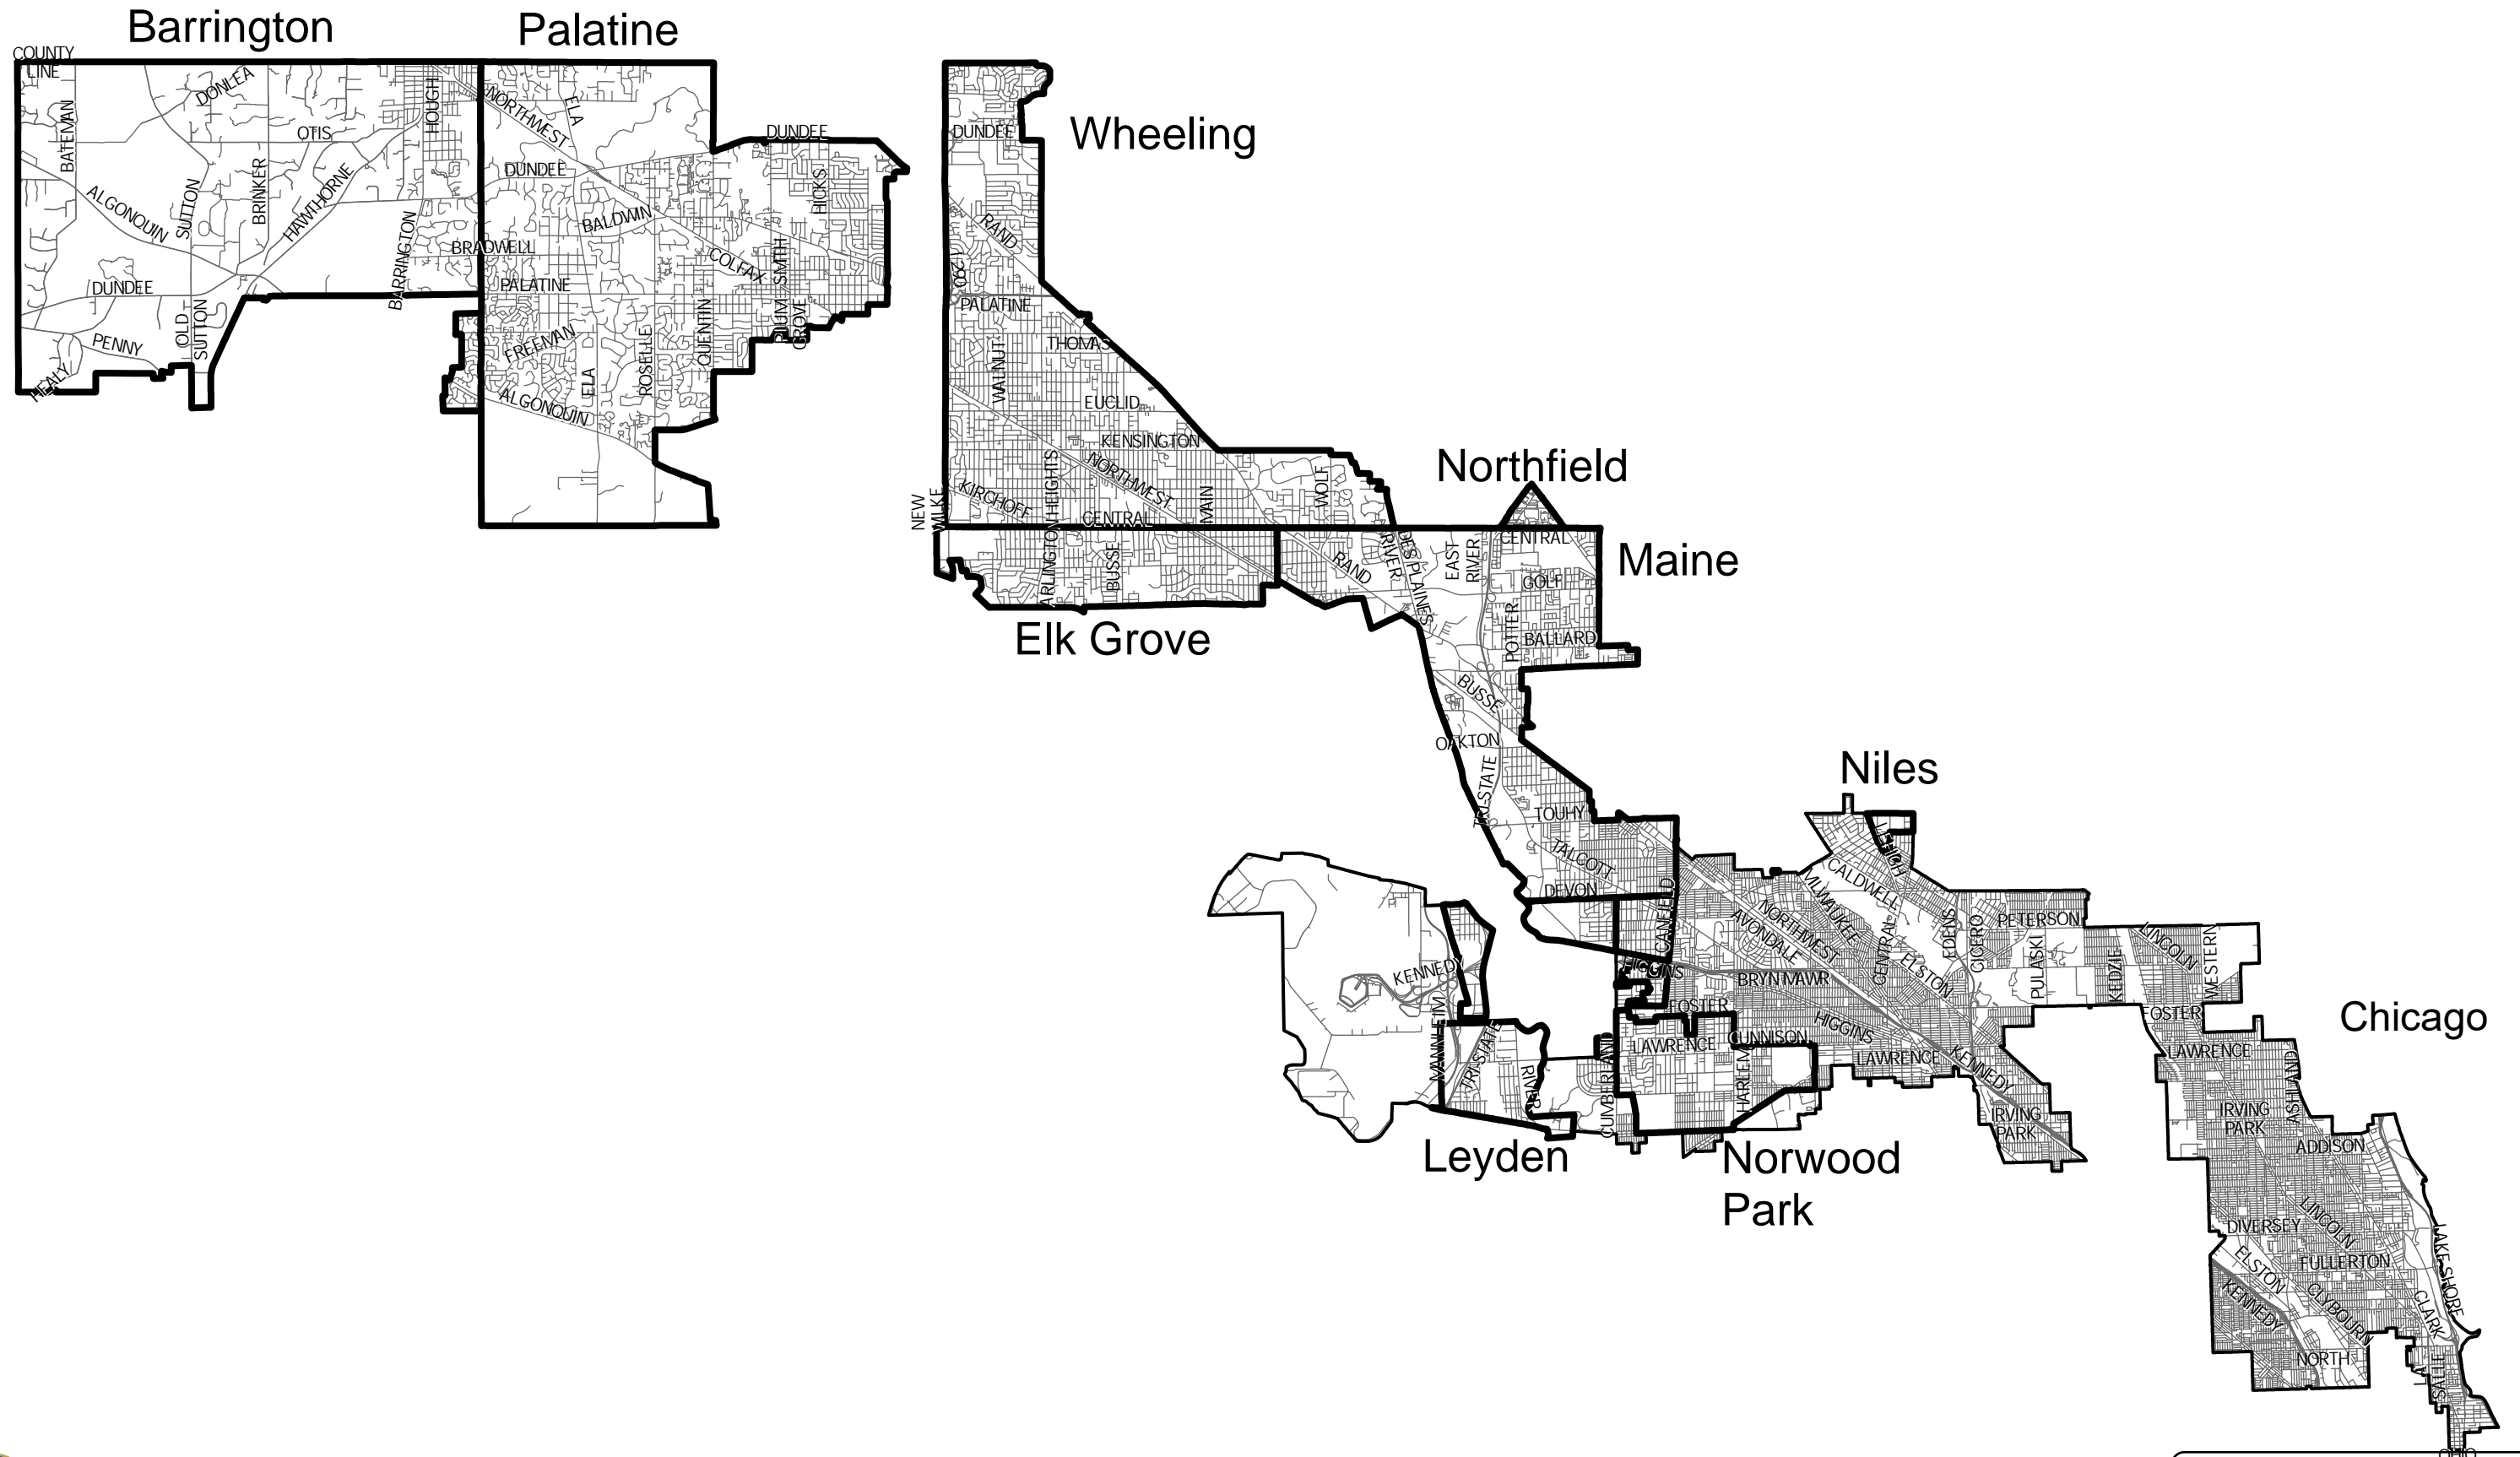 Barrington
Palatine
COUNTY
LINE
DONLEA
BATEMAN
HOUGH
OTIS
NORTHWEST
ELA
DUNDEE
DUNDEE
BRINKER
SUTTON
HAWTHORNE
ALGONQUIN
BARRINGTON
BRADWELL
BALDWIN
HICKS
COLFAX
SMITH
PLUM
GROVE
DUNDEE
PALATINE
OLD
SUTTON
PENNY
HEALY
FREEMAN
ELA
ROSELLE
QUENTIN
ALGONQUIN
Wheeling
DUNDEE
RAND
I-290
PALATINE
THOMAS
WALNUT
EUCLID
KENSINGTON
NORTHWEST
ARLINGTON HEIGHTS
KIRCHOFF
NEW
WILKE
CENTRAL
MAIN
WOLF
BUSSE
Elk Grove
Northfield
Maine
CENTRAL
RAND
DES PLAINES
RIVER
EAST
RIVER
GOLF
POTTER
BALLARD
BUSSE
OAKTON
TRI-STATE
TOUHY
TALCOTT
DEVON
CANFIELD
Niles
LEHIGH
CALDWELL
MILWAUKEE
NORTHWEST
AVONDALE
CENTRAL
ELSTON
EDENS
CICERO
PETERSON
PULASKI
KEDZIE
LINCOLN
WESTERN
KENNEDY
HIGGINS
BRYN MAWR
FOSTER
HIGGINS
CUNNISON
LAWRENCE
LAWRENCE
HARLEM
KENNEDY
IRVING
PARK
MANNHEIM
TRI-STATE
RIVER
CUMBERLAND
Leyden
Norwood
Park
Chicago
FOSTER
LAWRENCE
ASHLAND
IRVING
PARK
ADDISON
LINCOLN
DIVERSEY
FULLERTON
ELSTON
KENNEDY
CLYBOURN
CLARK
LAKE SHORE
NORTH
LA
SALLE
OHIO